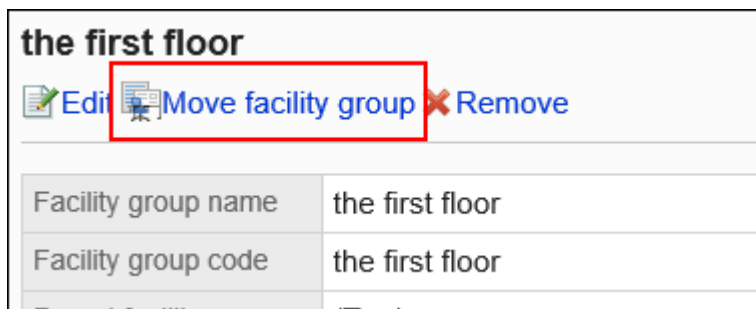 the first floor
Edit Move facility group Remove
Facility group name the first floor
Facility group code the first floor